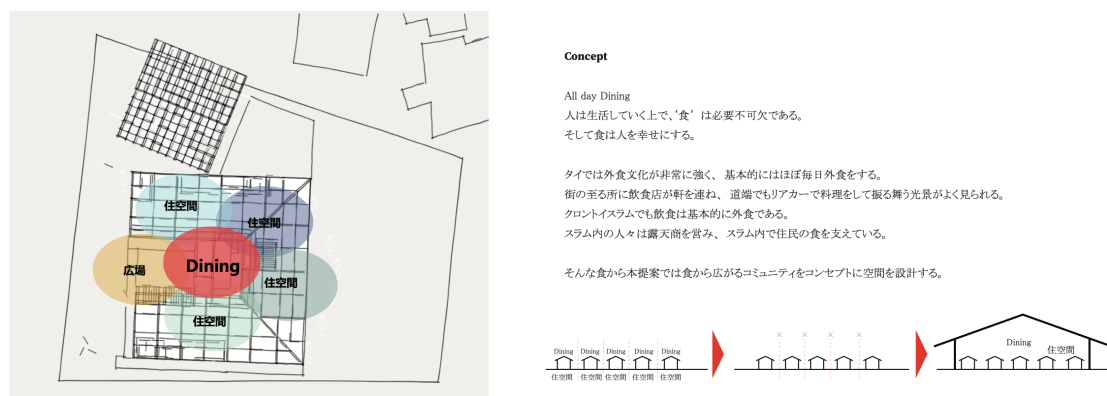 住空間
住空間
広場
Dining
住空間
住空間
Concept
All day Dining
人は生活していく上で、‘食’ は必要不可欠である。
そして食は人を幸せにする。
タイでは外食文化が非常に強く、 基本的にはほぼ毎日外食をする。
街の至る所に飲食店が軒を連ね、 道端でもリアカーで料理をして振る舞う光景がよく見られる。
クロントイスラムでも飲食は基本的に外食である。
スラム内の人々は露天商を営み、 スラム内で住民の食を支えている。
そんな食から本提案では食から広がるコミュニティをコンセプトに空間を設計する。
Dining Dining Dining Dining Dining
住空間 住空間 住空間 住空間 住空間
Dining
住空間